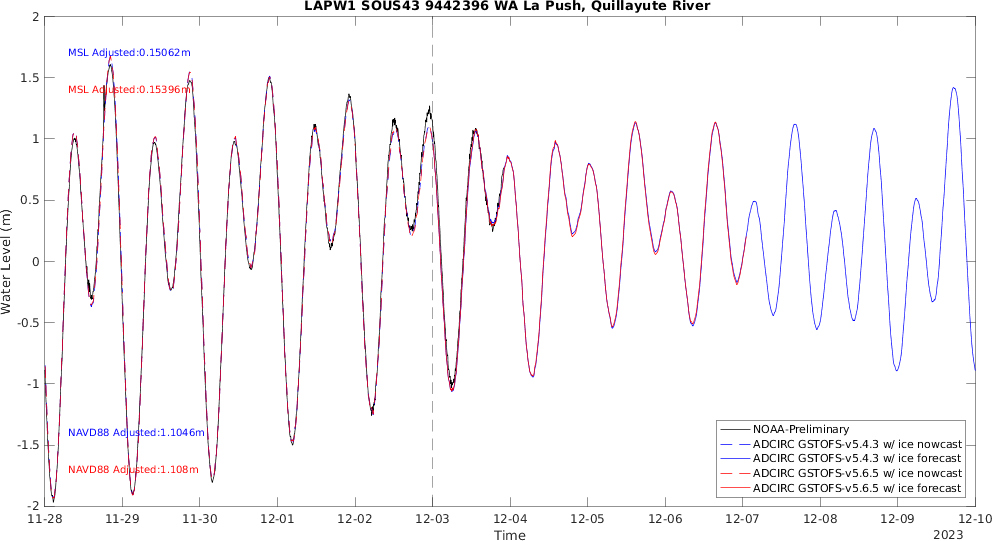 LAPW1 SOUS43 9442396 WA La Push, Quillayute River
2
1.5
1
0.5
0
-0.5
-1
-1.5
-2
Water Level (m)
MSL Adjusted:0.15062m
MSL Adjusted:0.15396m
NAVD88 Adjusted:1.1046m
NAVD88 Adjusted:1.108m
NOAA-Preliminary
ADCIRC GSTOFS-v5.4.3 w/ ice nowcast
ADCIRC GSTOFS-v5.4.3 w/ ice forecast
ADCIRC GSTOFS-v5.6.5 w/ ice nowcast
ADCIRC GSTOFS-v5.6.5 w/ ice forecast
11-28 11-29 11-30 12-01 12-02 12-03 12-04 12-05 12-06 12-07 12-08 12-09 12-10
Time
2023